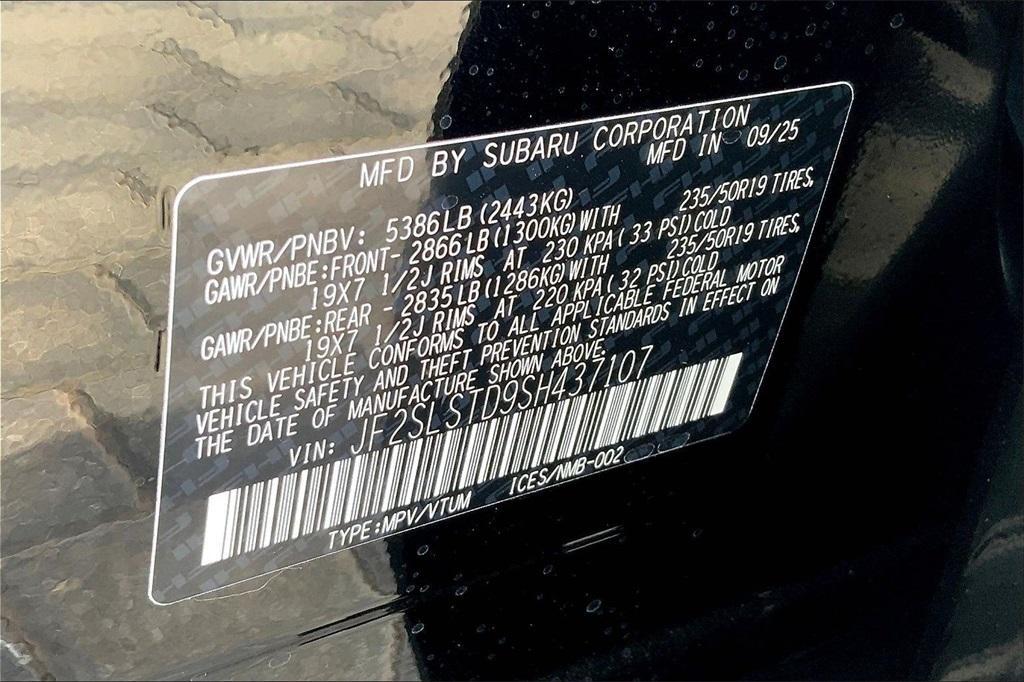 MFD BY SUBARU CORPORATION
MFD IN 09/25
GVWR/PNBV: 5386LB(2443KG)
GAWR/PNBE:FRONT- 2866LB(1300KG)WITH 235/50R19 TIRES,
19X7 1/2J RIMS AT 230 KPA( 33 PSI)COLD
GAWR/PNBE:REAR - 2835LB(1286KG)WITH 235/50R19 TIRES,
19X7 1/2J RIMS AT 220 KPA( 32 PSI)COLD
THIS VEHICLE CONFORMS TO ALL APPLICABLE FEDERAL MOTOR
VEHICLE SAFETY AND THEFT PREVENTION STANDARDS IN EFFECT ON
THE DATE OF MANUFACTURE SHOWN ABOVE.
VIN: JF2SLSTD9SH437107
TYPE:MPV/VTUM ICES/NMB-002